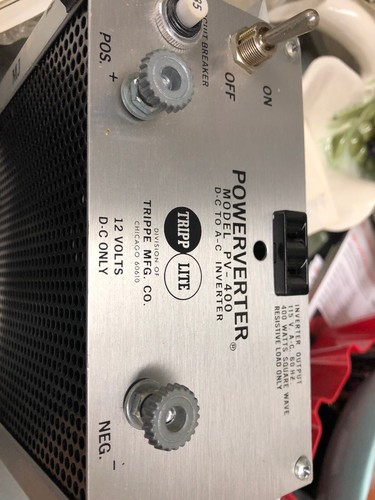 75
CIRCUIT BREAKER
OFF
ON
POS. +
POWERVERTER®
MODEL PV-400
D-C TO A-C INVERTER
TRIPP LITE
DIVISION OF
TRIPPE MFG. CO.
CHICAGO 60610
12 VOLTS
D-C ONLY
INVERTER OUTPUT
115 V. A.C. 60 HZ
400 WATTS SQUARE WAVE
RESISTIVE LOAD ONLY
NEG. −